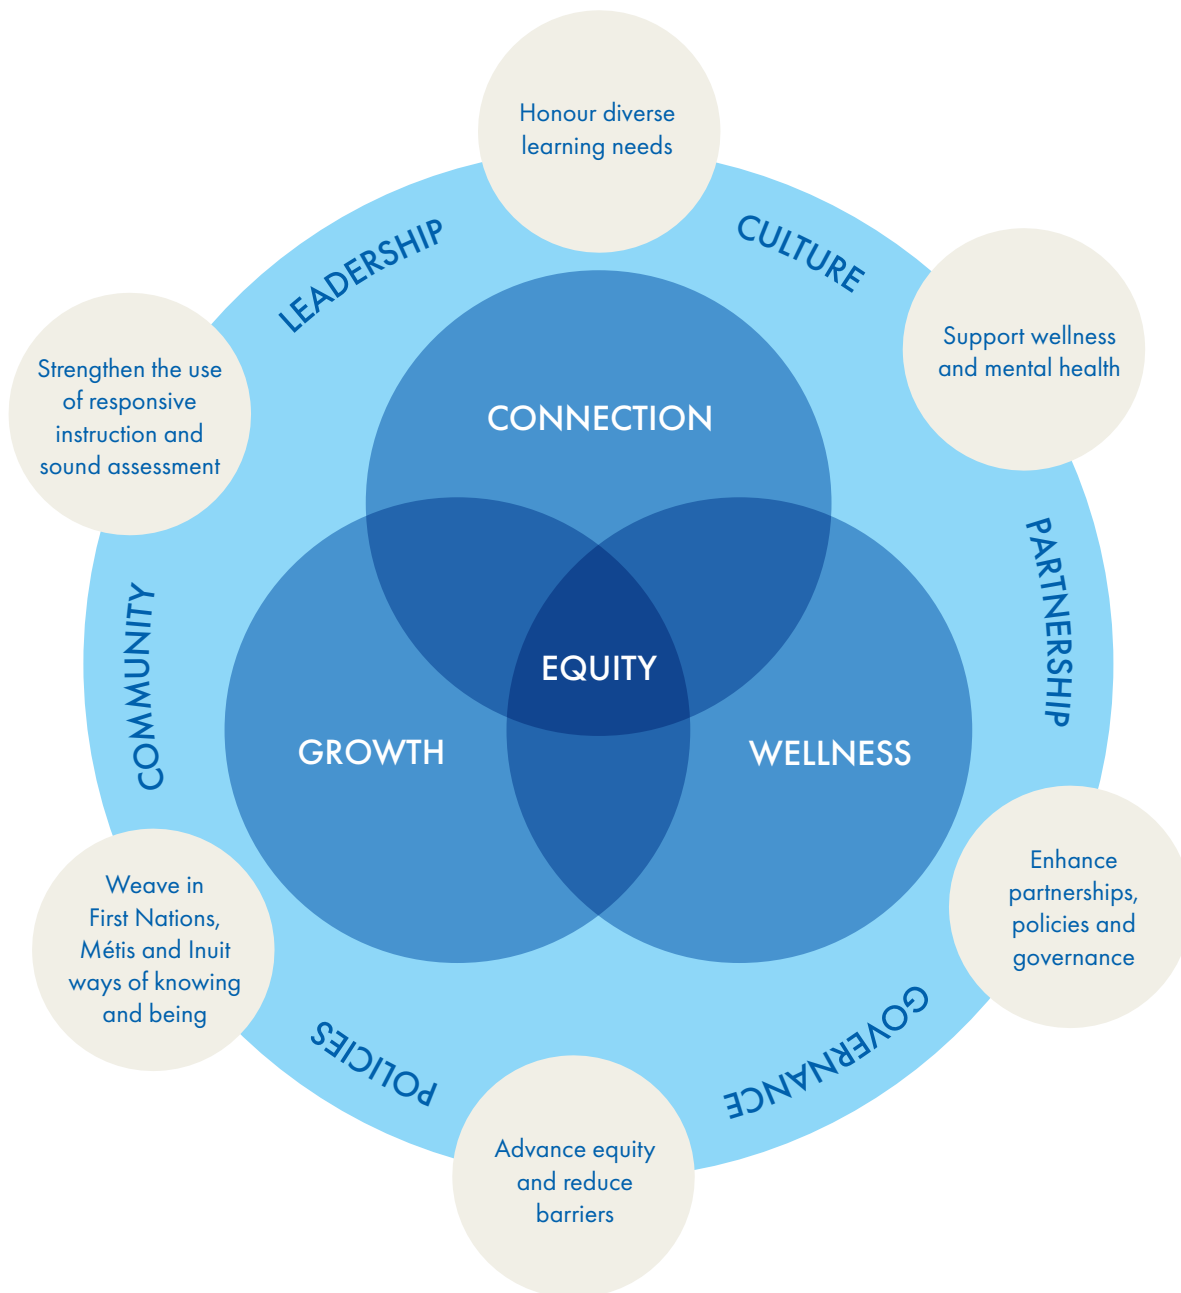 Honour diverse
learning needs
LEADERSHIP
CULTURE
Support wellness
and mental health
Strengthen the use
of responsive
instruction and
sound assessment
CONNECTION
PARTNERSHIP
COMMUNITY
EQUITY
GROWTH
WELLNESS
Enhance
partnerships,
policies and
governance
Weave in
First Nations,
Métis and Inuit
ways of knowing
and being
POLICIES
GOVERNANCE
Advance equity
and reduce
barriers